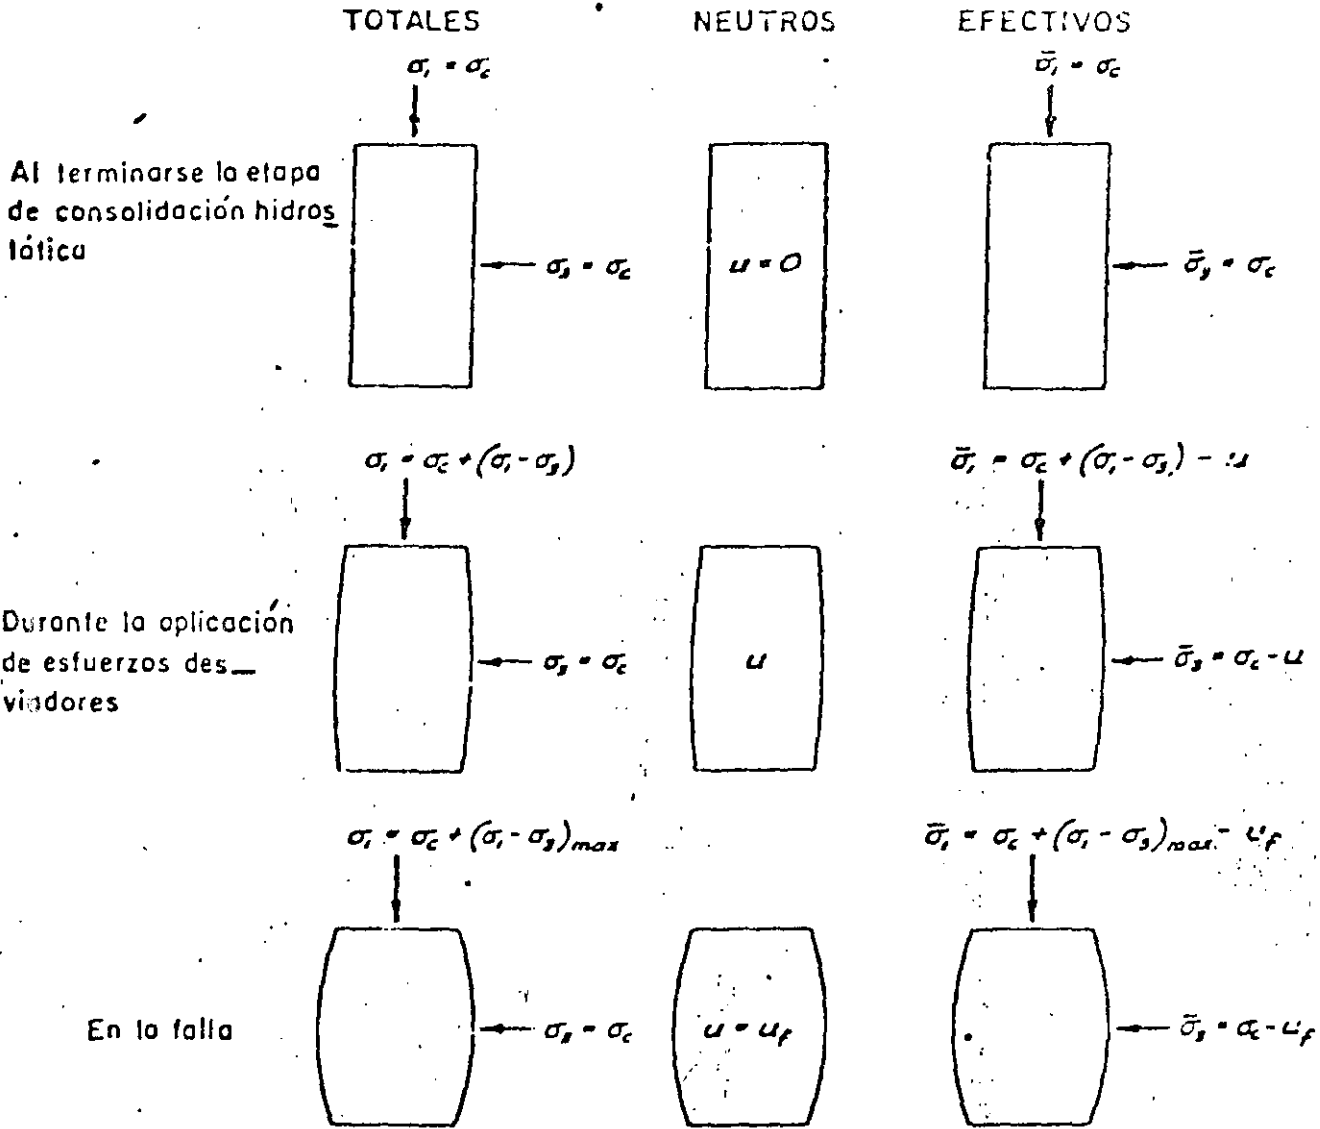 TOTALES NEUTROS EFECTIVOS
σ₁ = σc
σ̄₁ = σc
Al terminarse la etapa
de consolidación hidros
tática
σ₃ = σc
u = 0
σ̄₃ = σc
σ₁ = σc + (σ₁ - σ₃)
σ̄₁ = σc + (σ₁ - σ₃) - u
Durante la aplicación
de esfuerzos des_
viadores
σ₃ = σc
u
σ̄₃ = σc - u
σ₁ = σc + (σ₁ - σ₃)max
σ̄₁ = σc + (σ₁ - σ₃)max - uf
En la falla
σ₃ = σc
u = uf
σ̄₃ = σc - uf